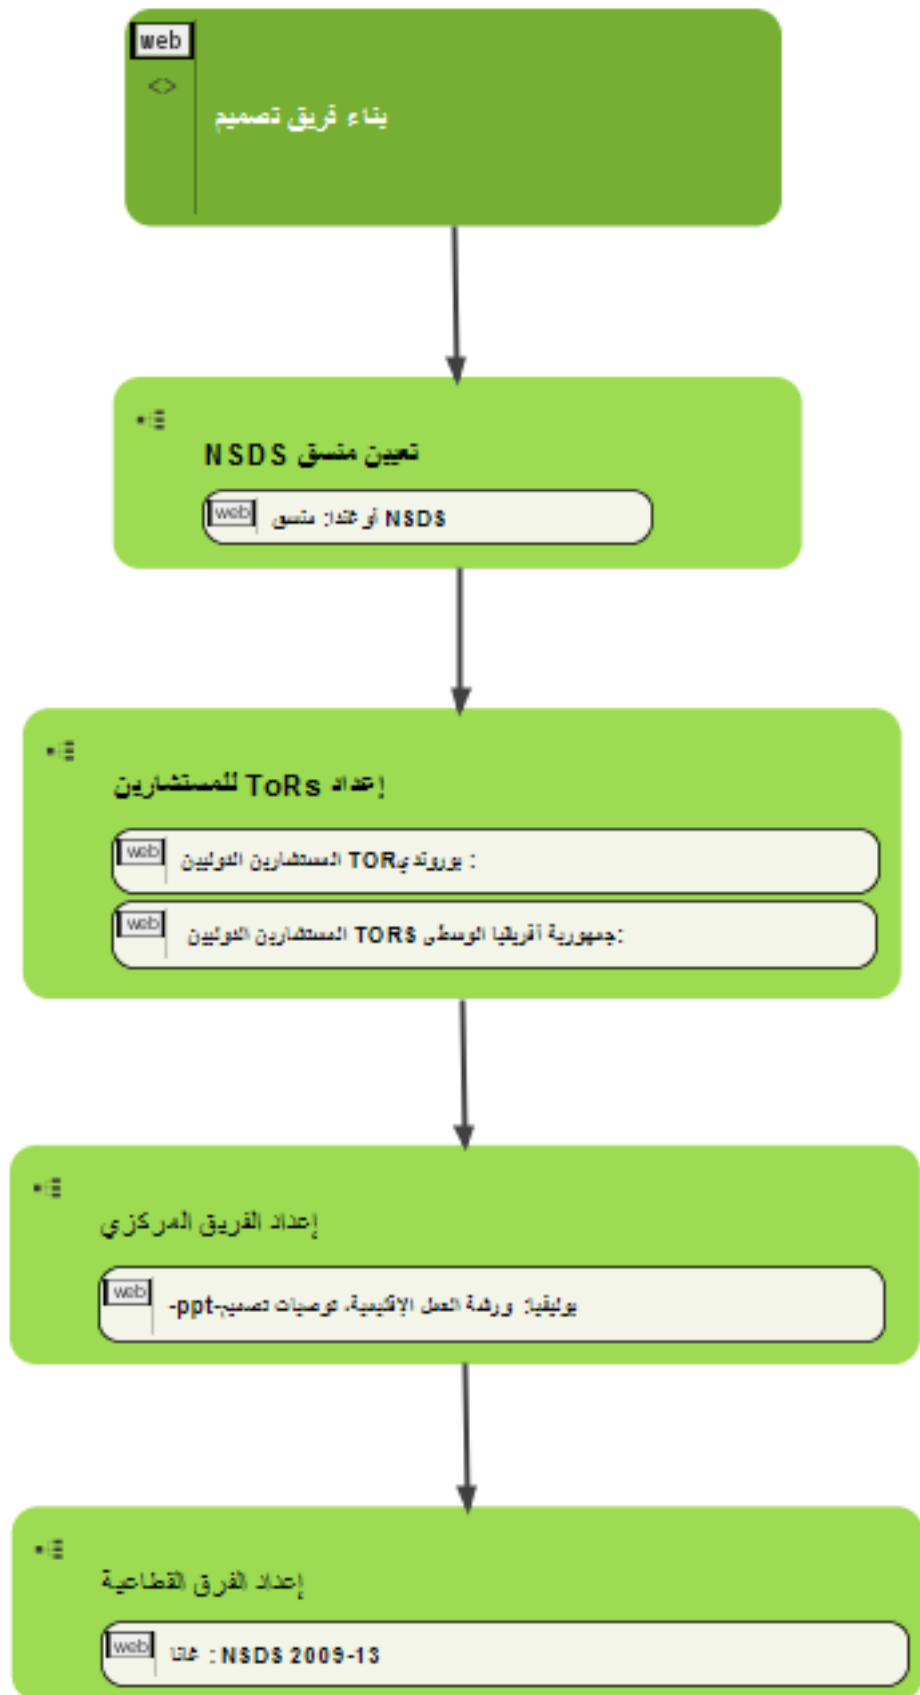 web
<>
بناء فريق تصميم
تعيين منسق NSDS
web
NSDS أوغندا: منسق
إعداد ToRs للمستشارين
web
: بورونديTOR المستشارين الدوليين
web
:جمهورية أفريقيا الوسطى TORS المستشارين الدوليين
إعداد الفريق المركزي
web
بوليفيا: ورشة العمل الإقليمية، توصيات تصميم-ppt-
إعداد الفرق القطاعية
web
غانا : NSDS 2009-13